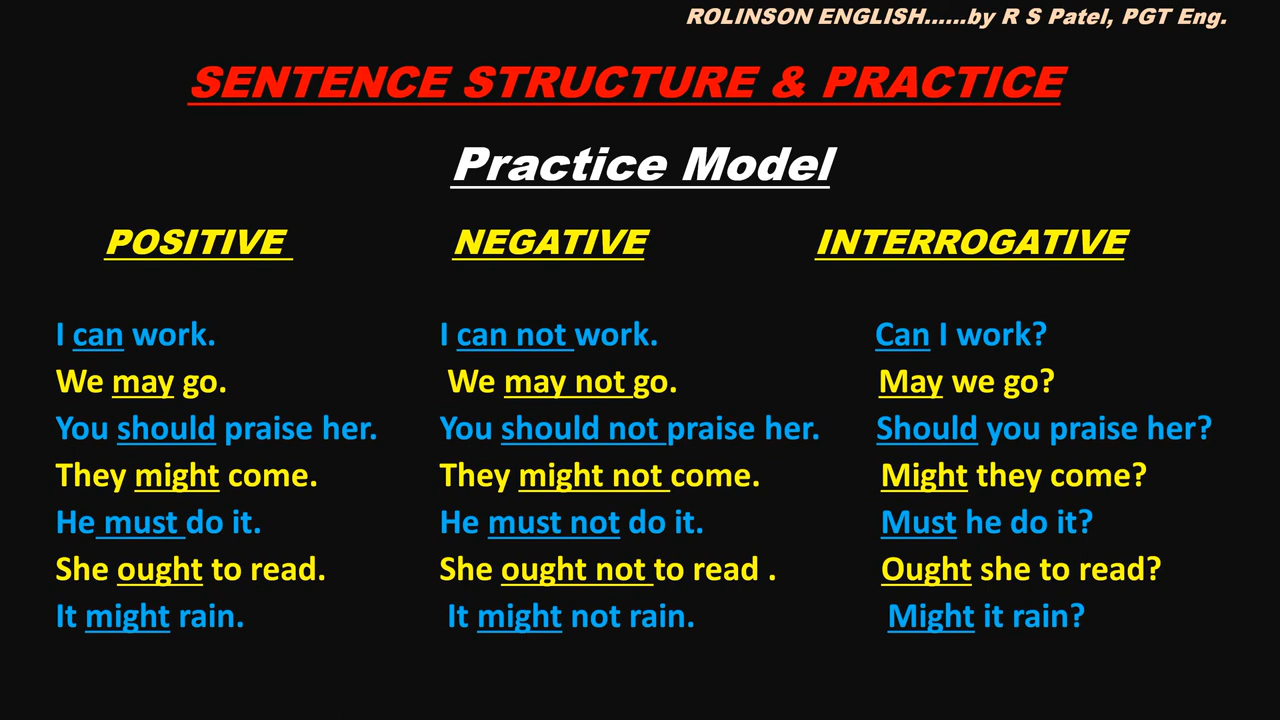 ROLINSON ENGLISH......by R S Patel, PGT Eng.
SENTENCE STRUCTURE & PRACTICE
Practice Model
POSITIVE NEGATIVE INTERROGATIVE
I can work. I can not work. Can I work?
We may go. We may not go. May we go?
You should praise her. You should not praise her. Should you praise her?
They might come. They might not come. Might they come?
He must do it. He must not do it. Must he do it?
She ought to read. She ought not to read . Ought she to read?
It might rain. It might not rain. Might it rain?